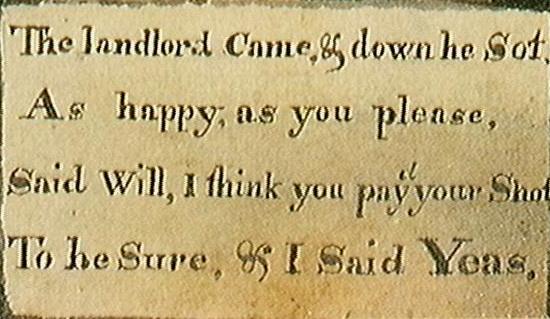 The landlord Came, & down he Sot,
As happy, as you please,
Said Will, I think you pay'd your Shot
To be Sure, & I Said Yeas,